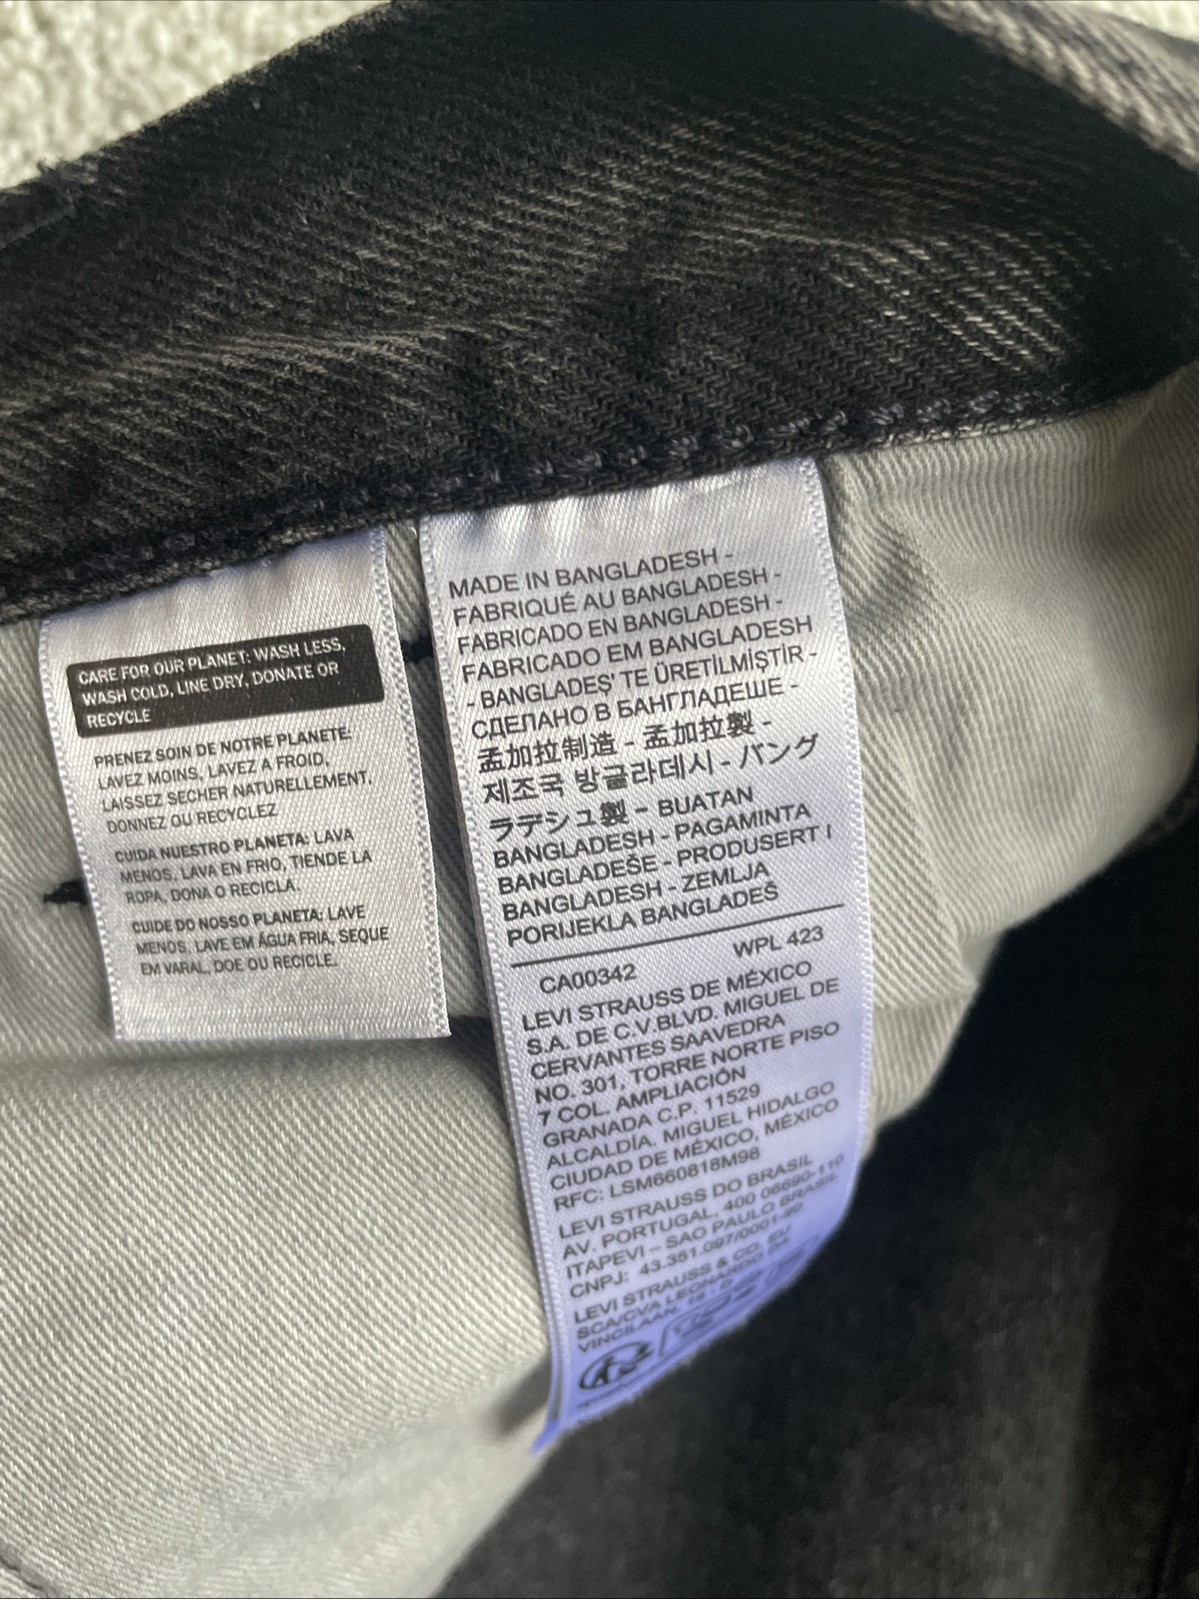 CARE FOR OUR PLANET: WASH LESS,
WASH COLD, LINE DRY, DONATE OR
RECYCLE
PRENEZ SOIN DE NOTRE PLANETE:
LAVEZ MOINS, LAVEZ A FROID,
LAISSEZ SECHER NATURELLEMENT,
DONNEZ OU RECYCLEZ
CUIDA NUESTRO PLANETA: LAVA
MENOS, LAVA EN FRIO, TIENDE LA
ROPA, DONA O RECICLA.
CUIDE DO NOSSO PLANETA: LAVE
MENOS, LAVE EM ÁGUA FRIA, SEQUE
EM VARAL, DOE OU RECICLE.
MADE IN BANGLADESH -
FABRIQUÉ AU BANGLADESH -
FABRICADO EN BANGLADESH -
FABRICADO EM BANGLADESH
- BANGLADEŞ' TE ÜRETİLMİŞTİR -
СДЕЛАНО В БАНГЛАДЕШЕ -
孟加拉制造 - 孟加拉製 -
제조국 방글라데시 - バング
ラデシュ製 - BUATAN
BANGLADESH - PAGAMINTA
BANGLADEŠE - PRODUSERT I
BANGLADESH - ZEMLJA
PORIJEKLA BANGLADEŠ
CA00342 WPL 423
LEVI STRAUSS DE MÉXICO
S.A. DE C.V.BLVD. MIGUEL DE
CERVANTES SAAVEDRA
NO. 301, TORRE NORTE PISO
7 COL. AMPLIACIÓN
GRANADA C.P. 11529
ALCALDÍA. MIGUEL HIDALGO
CIUDAD DE MÉXICO, MÉXICO
RFC: LSM660818M98
LEVI STRAUSS DO BRASIL
AV. PORTUGAL, 400 06690-110
ITAPEVI – SAO PAULO BRASIL
CNPJ: 43.351.097/0001-90
LEVI STRAUSS & CO. EU
SCA/CVA LEONARDO DA
VINCILAAN, 19 -